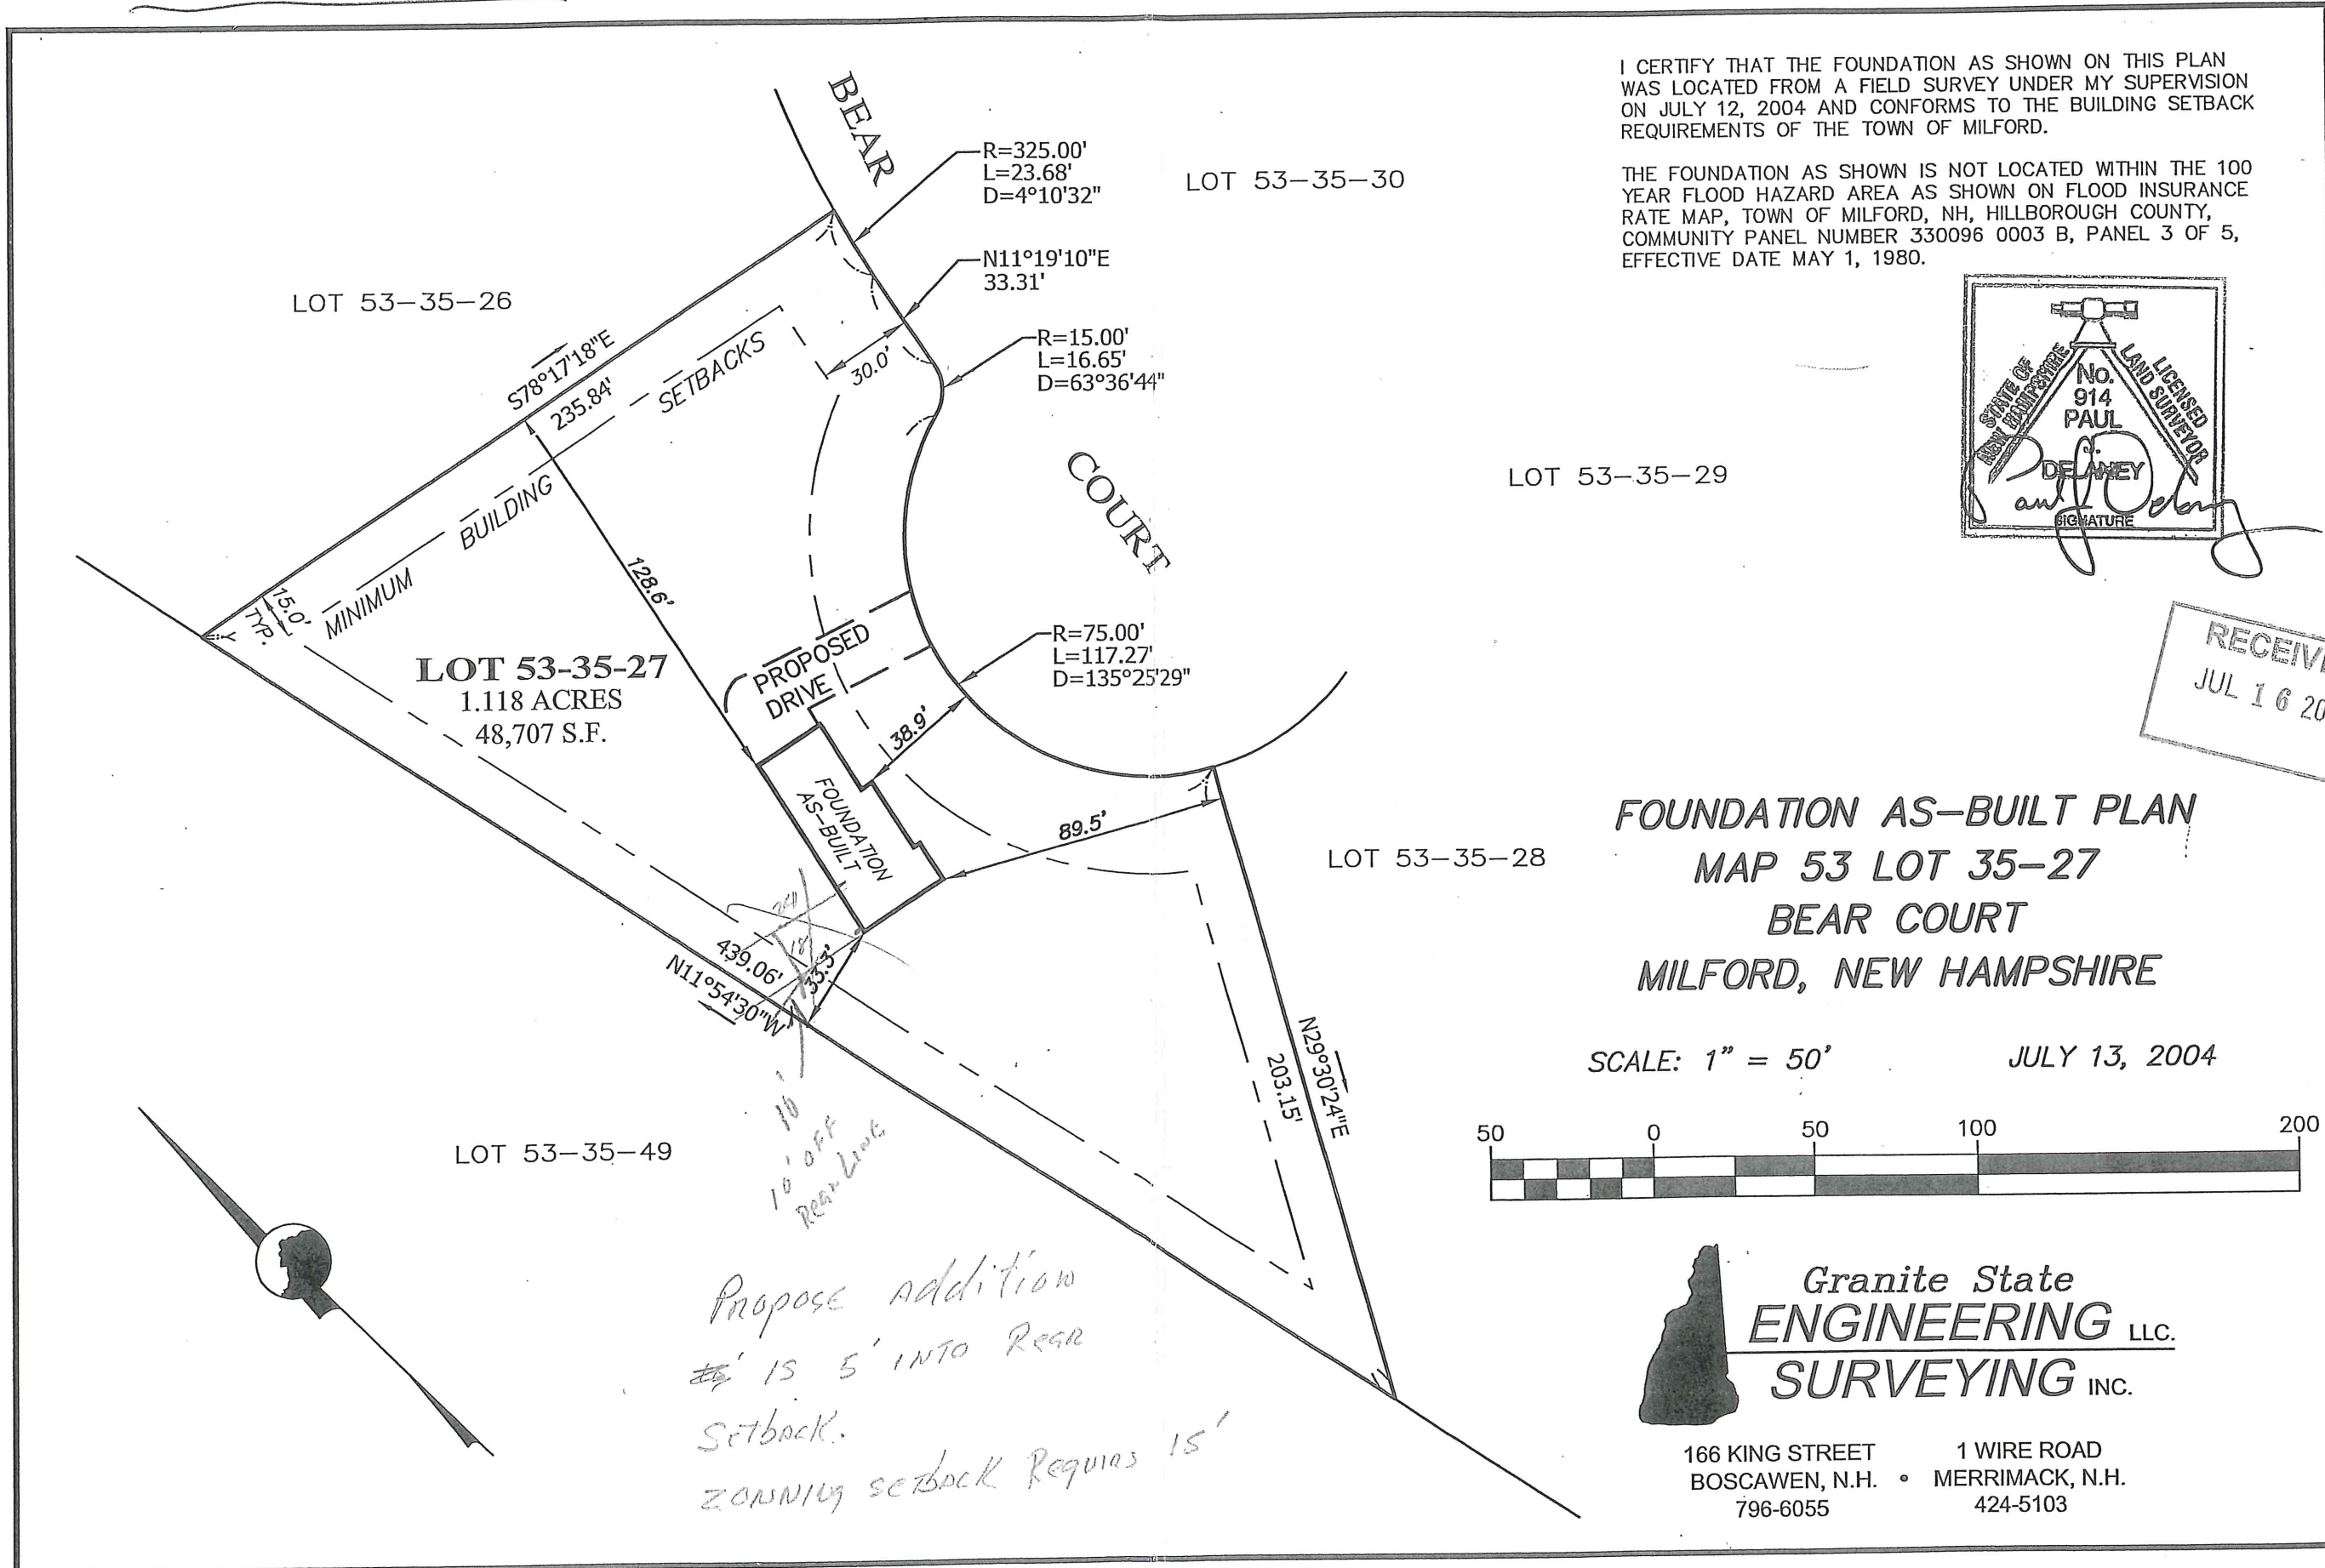 I CERTIFY THAT THE FOUNDATION AS SHOWN ON THIS PLAN
WAS LOCATED FROM A FIELD SURVEY UNDER MY SUPERVISION
ON JULY 12, 2004 AND CONFORMS TO THE BUILDING SETBACK
REQUIREMENTS OF THE TOWN OF MILFORD.
THE FOUNDATION AS SHOWN IS NOT LOCATED WITHIN THE 100
YEAR FLOOD HAZARD AREA AS SHOWN ON FLOOD INSURANCE
RATE MAP, TOWN OF MILFORD, NH, HILLBOROUGH COUNTY,
COMMUNITY PANEL NUMBER 330096 0003 B, PANEL 3 OF 5,
EFFECTIVE DATE MAY 1, 1980.
STATE OF
NEW HAMPSHIRE
LICENSED
LAND SURVEYOR
No.
914
PAUL
J.
DELANEY
Paul J Delaney
SIGNATURE
RECEIV
JUL 16 20
BEAR
COURT
R=325.00'
L=23.68'
D=4°10'32"
N11°19'10"E
33.31'
R=15.00'
L=16.65'
D=63°36'44"
R=75.00'
L=117.27'
D=135°25'29"
LOT 53-35-30
LOT 53-35-29
LOT 53-35-26
LOT 53-35-28
LOT 53-35-49
S78°17'18"E
235.84'
MINIMUM BUILDING SETBACKS
30.0'
15.0'
TYP.
128.6'
LOT 53-35-27
1.118 ACRES
48,707 S.F.
PROPOSED
DRIVE
38.9'
FOUNDATION
AS-BUILT
89.5'
33.3'
24'
18'
439.06'
N11°54'30"W
N29°30'24"E
203.15'
10'
10' OFF
Rear Line
Propose Addition
is 5' into Rear
Setback.
Zonning setback Requirs 15'
FOUNDATION AS-BUILT PLAN
MAP 53 LOT 35-27
BEAR COURT
MILFORD, NEW HAMPSHIRE
SCALE: 1" = 50' JULY 13, 2004
50 0 50 100 200
Granite State
ENGINEERING LLC.
SURVEYING INC.
166 KING STREET 1 WIRE ROAD
BOSCAWEN, N.H. • MERRIMACK, N.H.
796-6055 424-5103